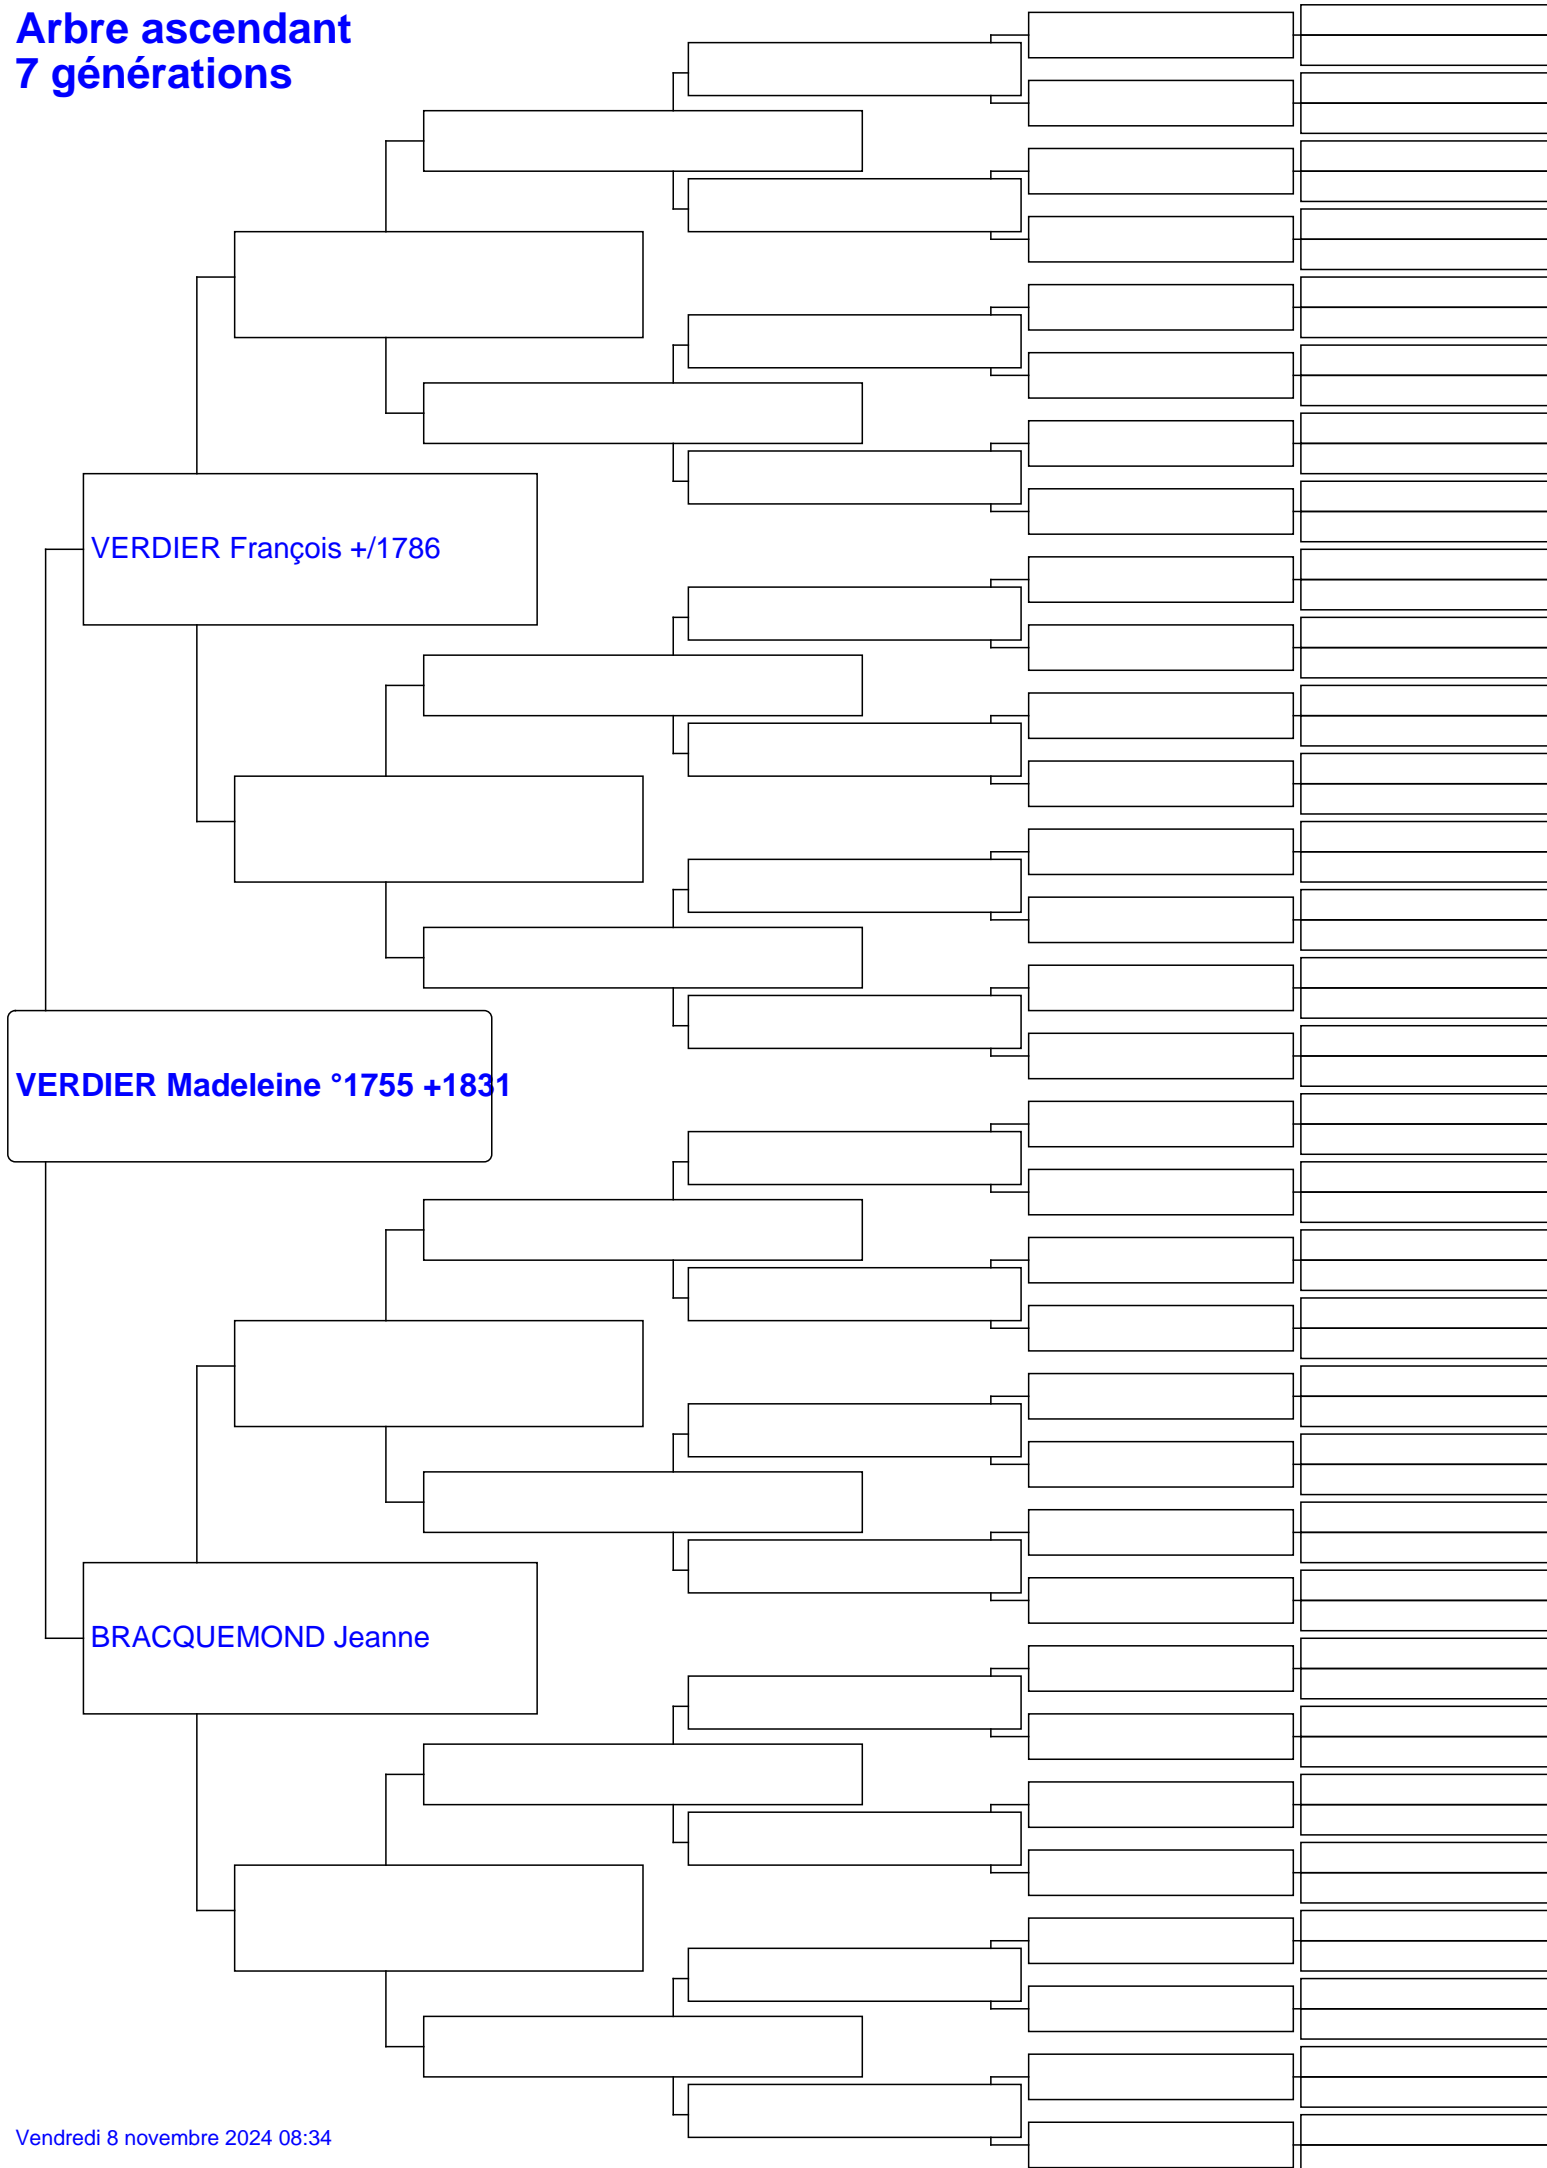 Arbre ascendant
7 générations
VERDIER François +/1786
VERDIER Madeleine °1755 +1831
BRACQUEMOND Jeanne
Vendredi 8 novembre 2024 08:34